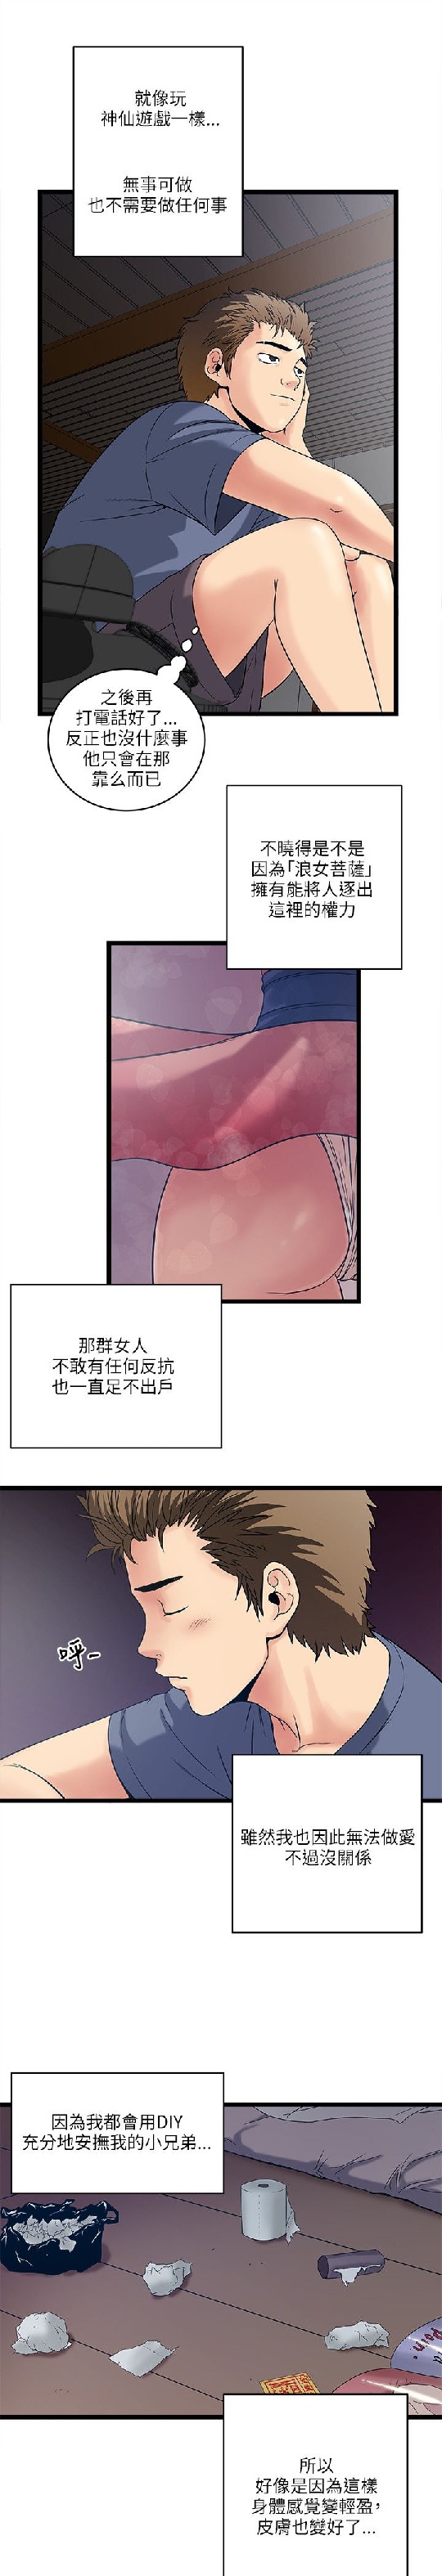 就像玩
神仙遊戲一樣...
無事可做
也不需要做任何事
之後再
打電話好了...
反正也沒什麼事
他只會在那
靠么而已
不曉得是不是
因為「浪女菩薩」
擁有能將人逐出
這裡的權力
那群女人
不敢有任何反抗
也一直足不出戶
呼-
雖然我也因此無法做愛
不過沒關係
因為我都會用DIY
充分地安撫我的小兄弟...
所以
好像是因為這樣
身體感覺變輕盈，
皮膚也變好了...